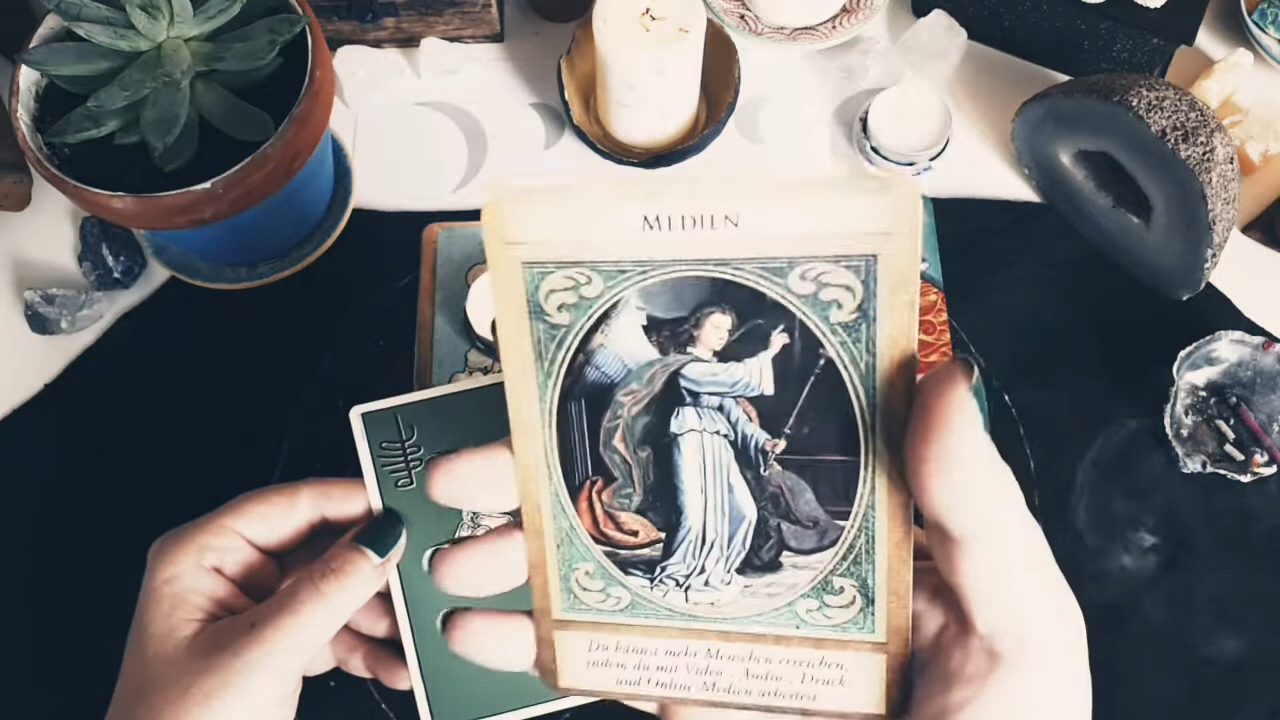 MEDIEN
Du kannst mehr Menschen erreichen,
indem du mit Video-, Audio-, Druck-
und Online-Medien arbeitest.